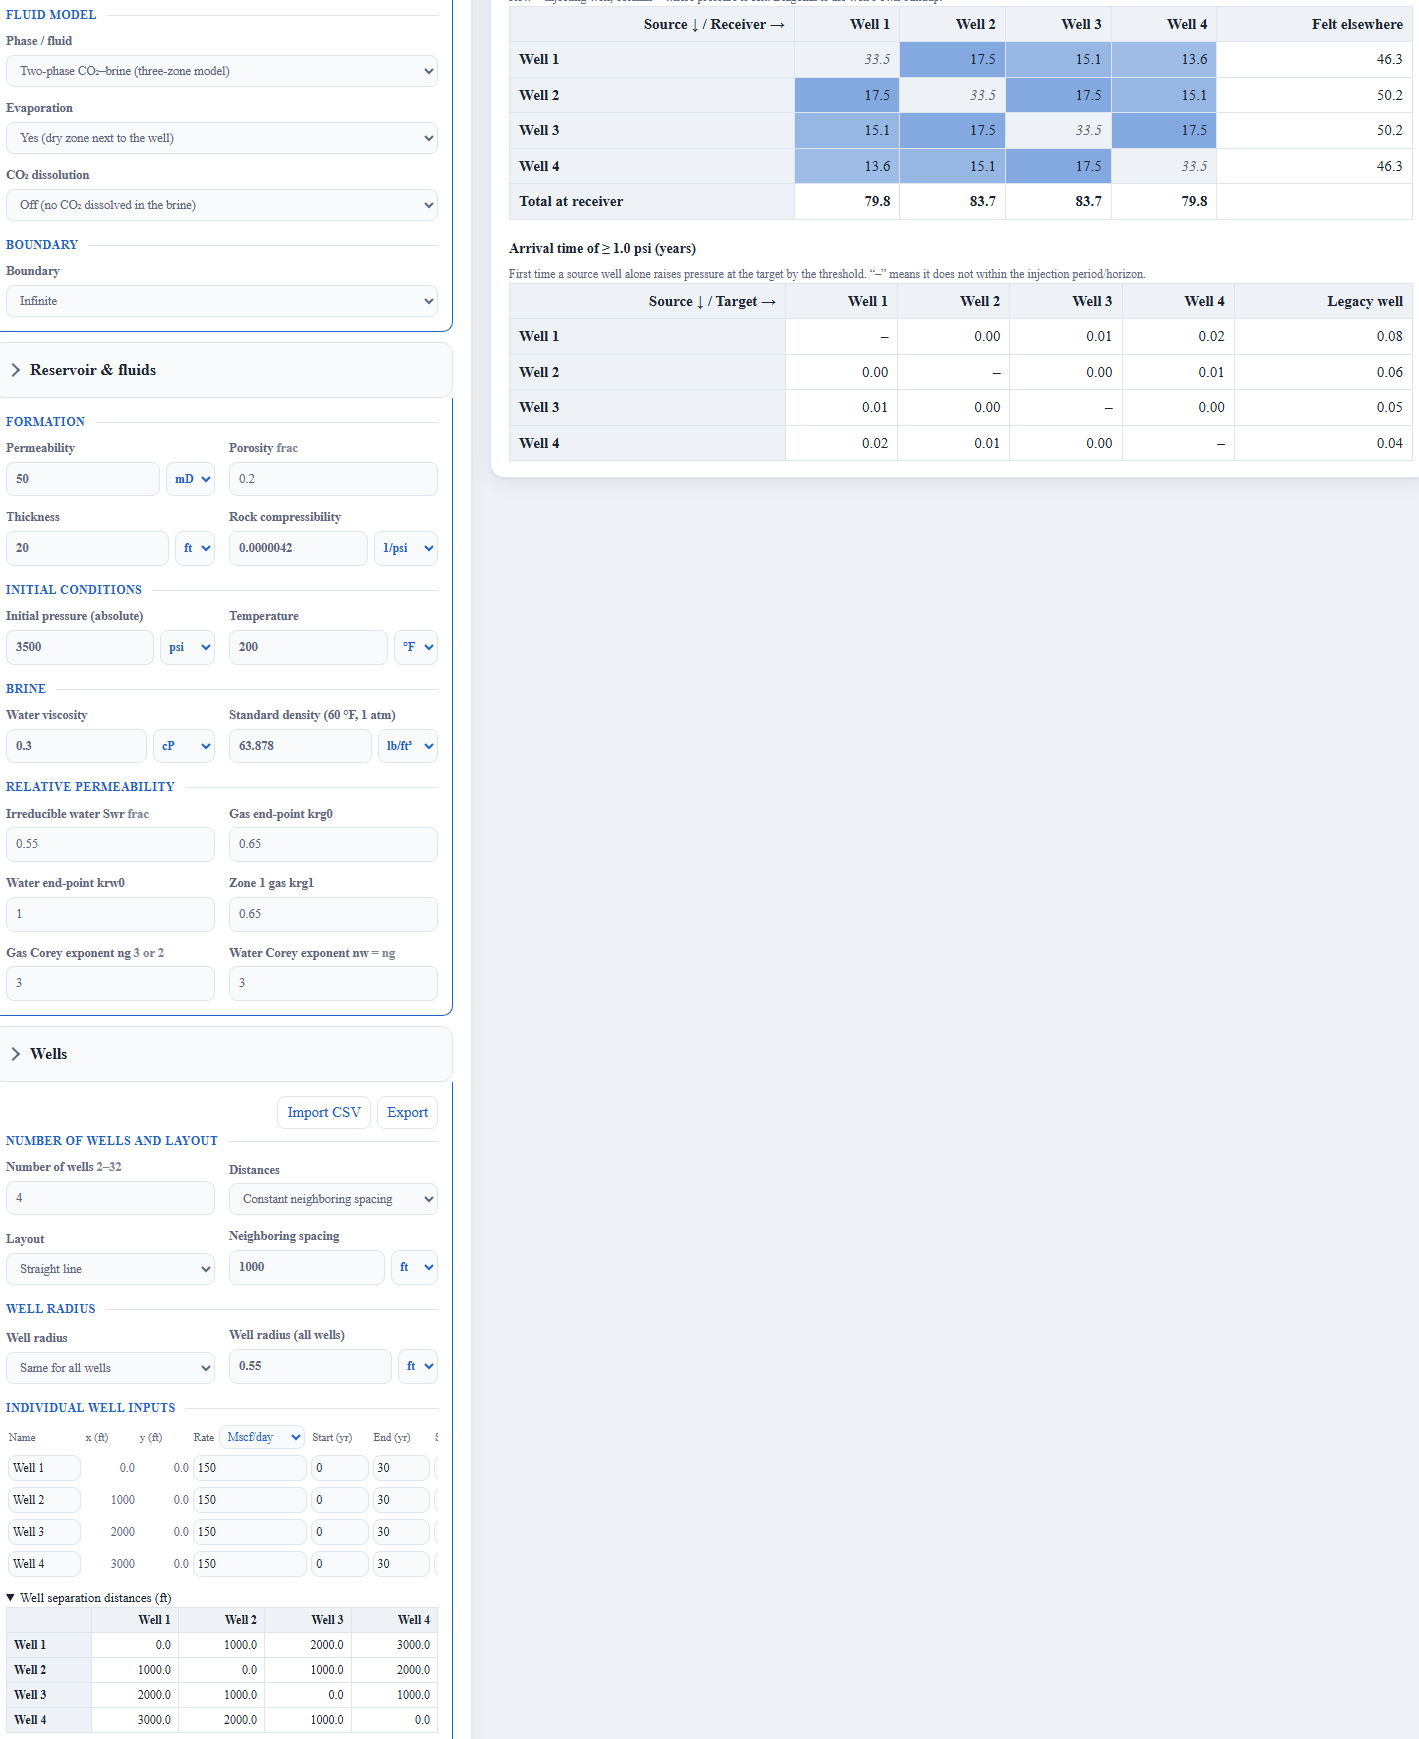 FLUID MODEL
Phase / fluid
Two-phase CO₂–brine (three-zone model)
Evaporation
Yes (dry zone next to the well)
CO₂ dissolution
Off (no CO₂ dissolved in the brine)
BOUNDARY
Boundary
Infinite
Reservoir & fluids
FORMATION
Permeability Porosity frac
50 mD 0.2
Thickness Rock compressibility
20 ft 0.0000042 1/psi
INITIAL CONDITIONS
Initial pressure (absolute) Temperature
3500 psi 200 °F
BRINE
Water viscosity Standard density (60 °F, 1 atm)
0.3 cP 63.878 lb/ft³
RELATIVE PERMEABILITY
Irreducible water Swr frac Gas end-point krg0
0.55 0.65
Water end-point krw0 Zone 1 gas krg1
1 0.65
Gas Corey exponent ng 3 or 2 Water Corey exponent nw = ng
3 3
Wells
Import CSV Export
NUMBER OF WELLS AND LAYOUT
Number of wells 2–32 Distances
4 Constant neighboring spacing
Layout Neighboring spacing
Straight line 1000 ft
WELL RADIUS
Well radius Well radius (all wells)
Same for all wells 0.55 ft
INDIVIDUAL WELL INPUTS
Name x (ft) y (ft) Rate Mscf/day Start (yr) End (yr)
Well 1 0.0 0.0 150 0 30
Well 2 1000 0.0 150 0 30
Well 3 2000 0.0 150 0 30
Well 4 3000 0.0 150 0 30
▼ Well separation distances (ft)
Well 1 Well 2 Well 3 Well 4
Well 1 0.0 1000.0 2000.0 3000.0
Well 2 1000.0 0.0 1000.0 2000.0
Well 3 2000.0 1000.0 0.0 1000.0
Well 4 3000.0 2000.0 1000.0 0.0
Source ↓ / Receiver → Well 1 Well 2 Well 3 Well 4 Felt elsewhere
Well 1 33.5 17.5 15.1 13.6 46.3
Well 2 17.5 33.5 17.5 15.1 50.2
Well 3 15.1 17.5 33.5 17.5 50.2
Well 4 13.6 15.1 17.5 33.5 46.3
Total at receiver 79.8 83.7 83.7 79.8
Arrival time of ≥ 1.0 psi (years)
First time a source well alone raises pressure at the target by the threshold. “–” means it does not within the injection period/horizon.
Source ↓ / Target → Well 1 Well 2 Well 3 Well 4 Legacy well
Well 1 – 0.00 0.01 0.02 0.08
Well 2 0.00 – 0.00 0.01 0.06
Well 3 0.01 0.00 – 0.00 0.05
Well 4 0.02 0.01 0.00 – 0.04